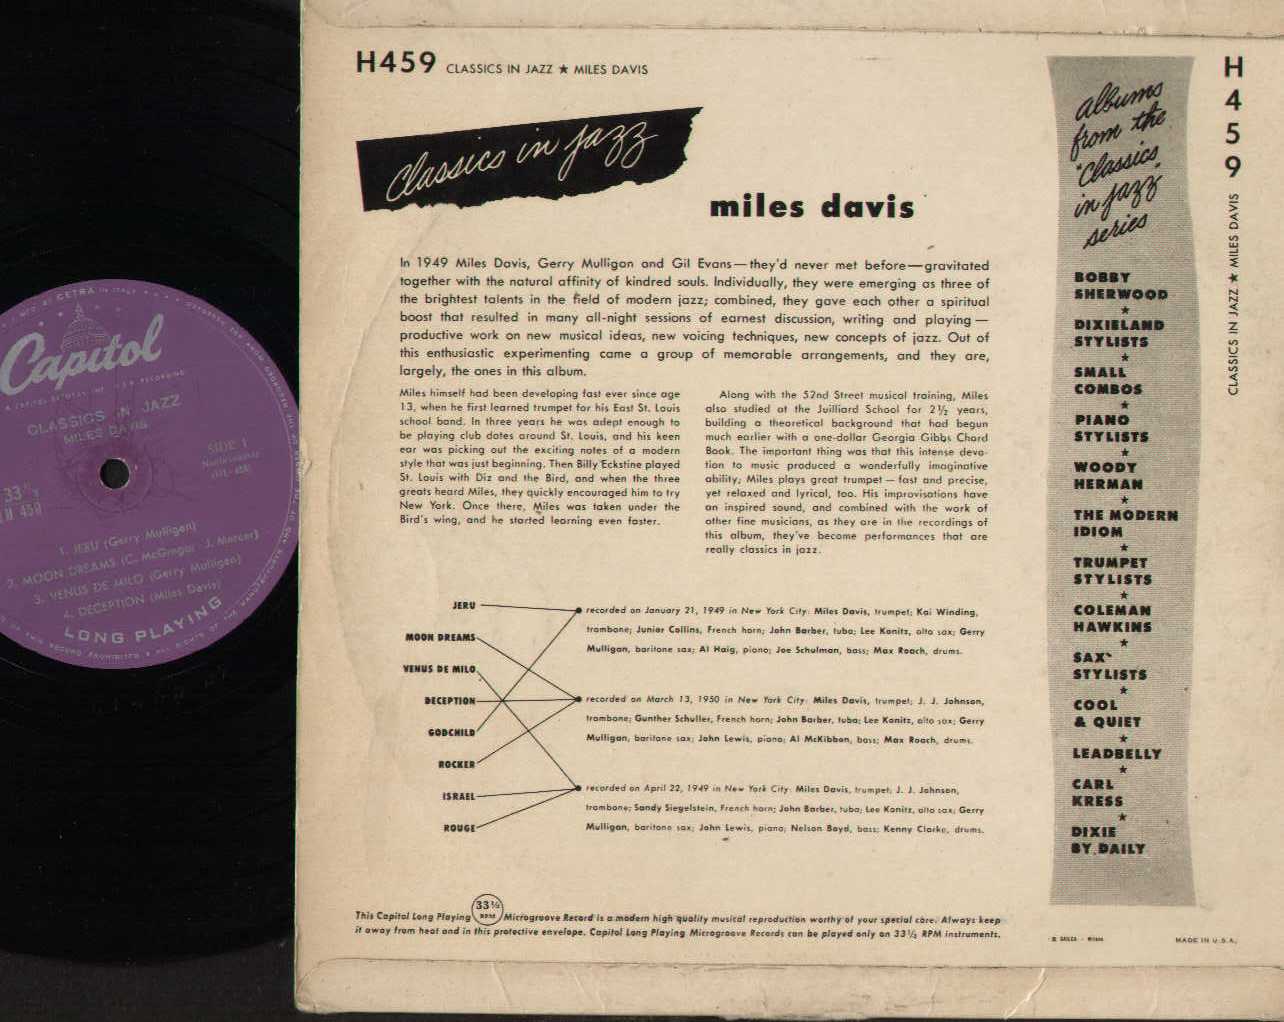 H459 CLASSICS IN JAZZ ★ MILES DAVIS
Classics in jazz
miles davis
In 1949 Miles Davis, Gerry Mulligan and Gil Evans—they'd never met before—gravitated
together with the natural affinity of kindred souls. Individually, they were emerging as three of
the brightest talents in the field of modern jazz; combined, they gave each other a spiritual
boost that resulted in many all-night sessions of earnest discussion, writing and playing—
productive work on new musical ideas, new voicing techniques, new concepts of jazz. Out of
this enthusiastic experimenting came a group of memorable arrangements, and they are,
largely, the ones in this album.
Miles himself had been developing fast ever since age
13, when he first learned trumpet for his East St. Louis
school band. In three years he was adept enough to
be playing club dates around St. Louis, and his keen
ear was picking out the exciting notes of a modern
style that was just beginning. Then Billy Eckstine played
St. Louis with Diz and the Bird, and when the three
greats heard Miles, they quickly encouraged him to try
New York. Once there, Miles was taken under the
Bird's wing, and he started learning even faster.
Along with the 52nd Street musical training, Miles
also studied at the Juilliard School for 2½ years,
building a theoretical background that had begun
much earlier with a one-dollar Georgia Gibbs Chord
Book. The important thing was that this intense devo-
tion to music produced a wonderfully imaginative
ability; Miles plays great trumpet — fast and precise,
yet relaxed and lyrical, too. His improvisations have
an inspired sound, and combined with the work of
other fine musicians, as they are in the recordings of
this album, they've become performances that are
really classics in jazz.
JERU
MOON DREAMS
VENUS DE MILO
DECEPTION
GODCHILD
ROCKER
ISRAEL
ROUGE
recorded on January 21, 1949 in New York City: Miles Davis, trumpet; Kai Winding,
trombone; Junior Collins, French horn; John Barber, tuba; Lee Konitz, alto sax; Gerry
Mulligan, baritone sax; Al Haig, piano; Joe Schulman, bass; Max Roach, drums.
recorded on March 13, 1950 in New York City: Miles Davis, trumpet; J. J. Johnson,
trombone; Gunther Schuller, French horn; John Barber, tuba; Lee Konitz, alto sax; Gerry
Mulligan, baritone sax; John Lewis, piano; Al McKibbon, bass; Max Roach, drums.
recorded on April 22, 1949 in New York City: Miles Davis, trumpet; J. J. Johnson,
trombone; Sandy Siegelstein, French horn; John Barber, tuba; Lee Konitz, alto sax; Gerry
Mulligan, baritone sax; John Lewis, piano; Nelson Boyd, bass; Kenny Clarke, drums.
This Capitol Long Playing 33⅓ RPM Microgroove Record is a modern high quality musical reproduction worthy of your special care. Always keep
it away from heat and in this protective envelope. Capitol Long Playing Microgroove Records can be played only on 33⅓ RPM instruments.
albums
from the
"Classics
in jazz"
series
BOBBY
SHERWOOD
★
DIXIELAND
STYLISTS
★
SMALL
COMBOS
★
PIANO
STYLISTS
★
WOODY
HERMAN
★
THE MODERN
IDIOM
★
TRUMPET
STYLISTS
★
COLEMAN
HAWKINS
★
SAX
STYLISTS
★
COOL
& QUIET
★
LEADBELLY
★
CARL
KRESS
★
DIXIE
BY DAILY
MADE IN U.S.A.
H
4
5
9
CLASSICS IN JAZZ ★ MILES DAVIS
Capitol
CLASSICS IN JAZZ
MILES DAVIS
SIDE 1
33⅓
H 459
1. JERU (Gerry Mulligan)
2. MOON DREAMS (C. McGregor - J. Mercer)
3. VENUS DE MILO (Gerry Mulligan)
4. DECEPTION (Miles Davis)
LONG PLAYING